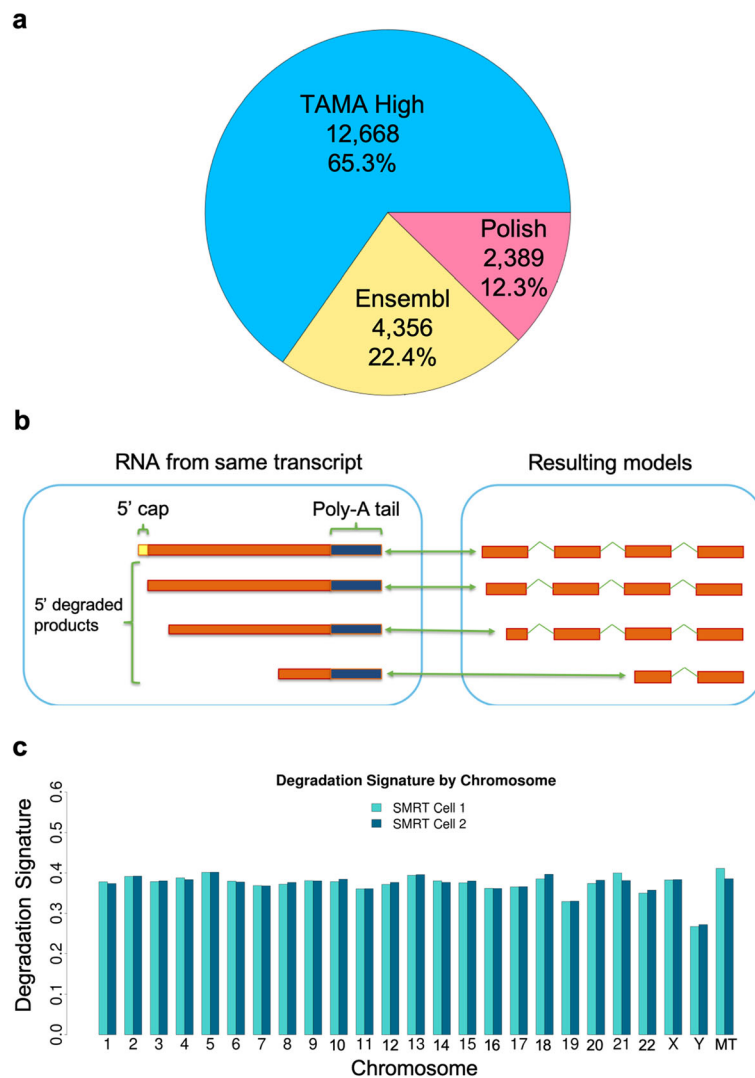 a
TAMA High
12,668
65.3%
Polish
2,389
12.3%
Ensembl
4,356
22.4%
b
RNA from same transcript
Resulting models
5' cap
Poly-A tail
5' degraded
products
c
Degradation Signature by Chromosome
SMRT Cell 1
SMRT Cell 2
Degradation Signature
0.6
0.5
0.4
0.3
0.2
0.1
0.0
1 2 3 4 5 6 7 8 9 10 11 12 13 14 15 16 17 18 19 20 21 22 X Y MT
Chromosome